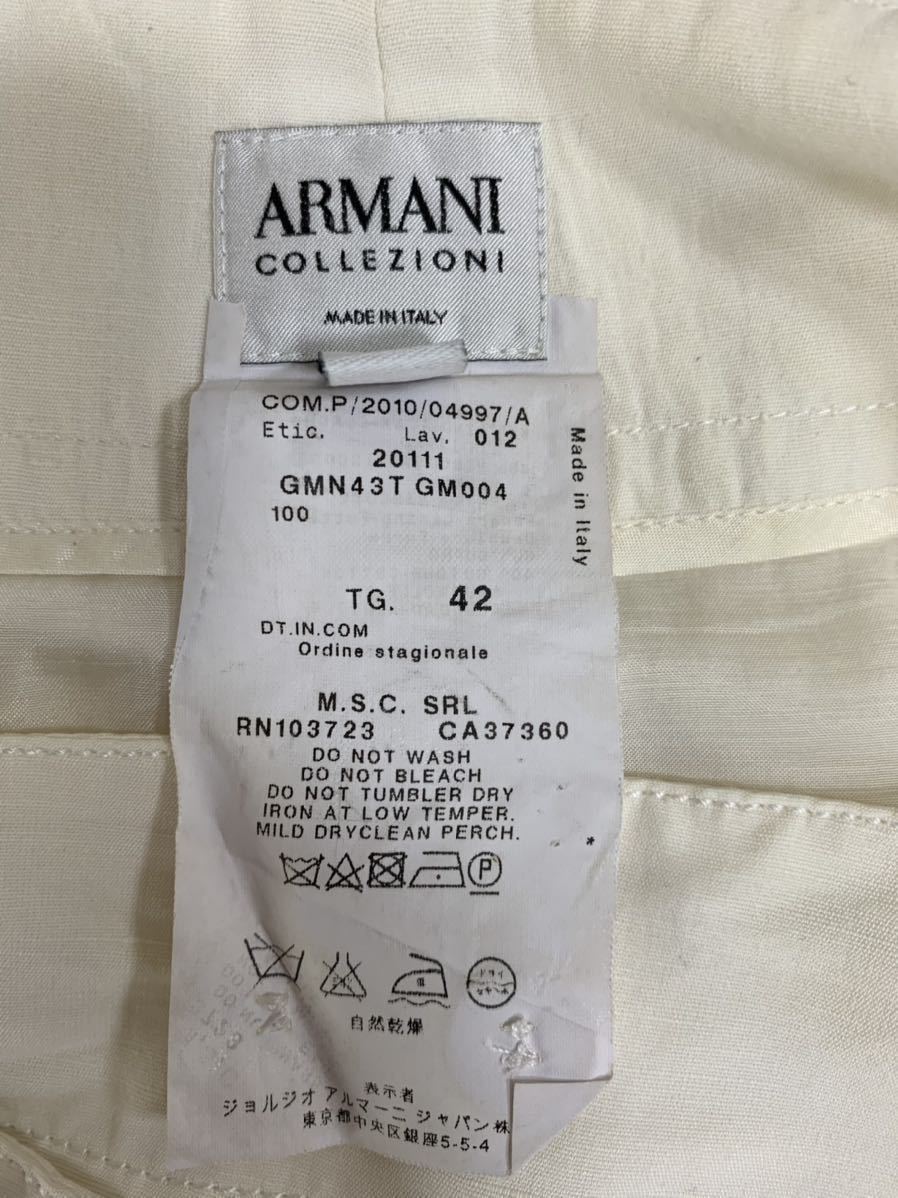 ARMANI
COLLEZIONI
MADE IN ITALY
COM.P/2010/04997/A
Etic. Lav. 012
20111
GMN43T GM004
100
Made in Italy
TG. 42
DT.IN.COM
Ordine stagionale
M.S.C. SRL
RN103723 CA37360
DO NOT WASH
DO NOT BLEACH
DO NOT TUMBLER DRY
IRON AT LOW TEMPER.
MILD DRYCLEAN PERCH.
*
P
低
ドライ
自然乾燥
表示者
ジョルジオ アルマーニ ジャパン株
東京都中央区銀座5-5-4